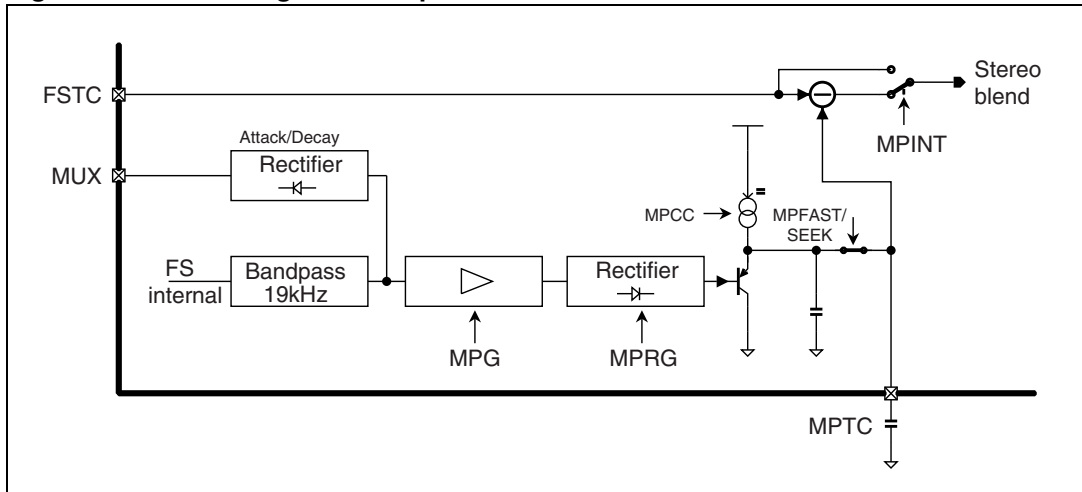 FSTC
Stereo
blend
MPINT
Attack/Decay
Rectifier
MUX
MPCC
MPFAST/
SEEK
FS
internal
Bandpass
19kHz
Rectifier
MPG
MPRG
MPTC